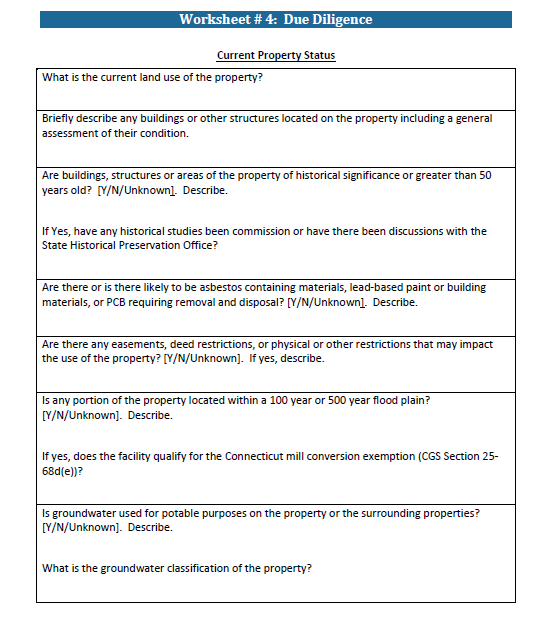 Worksheet # 4:  Due Diligence
Current Property Status
What is the current land use of the property?
Briefly describe any buildings or other structures located on the property including a general
assessment of their condition.
Are buildings, structures or areas of the property of historical significance or greater than 50
years old?  [Y/N/Unknown].  Describe.
If Yes, have any historical studies been commission or have there been discussions with the
State Historical Preservation Office?
Are there or is there likely to be asbestos containing materials, lead-based paint or building
materials, or PCB requiring removal and disposal? [Y/N/Unknown].  Describe.
Are there any easements, deed restrictions, or physical or other restrictions that may impact
the use of the property? [Y/N/Unknown].  If yes, describe.
Is any portion of the property located within a 100 year or 500 year flood plain?
[Y/N/Unknown].  Describe.
If yes, does the facility qualify for the Connecticut mill conversion exemption (CGS Section 25-
68d(e))?
Is groundwater used for potable purposes on the property or the surrounding properties?
[Y/N/Unknown].  Describe.
What is the groundwater classification of the property?